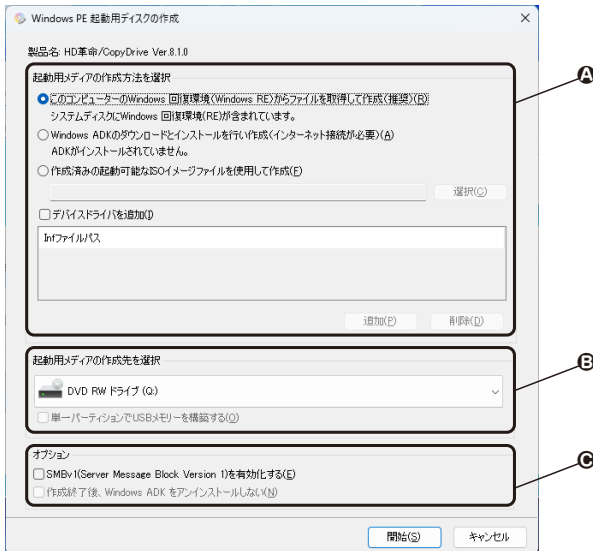 Windows PE 起動用ディスクの作成
製品名: HD革命/CopyDrive Ver.8.1.0
起動用メディアの作成方法を選択
このコンピューターのWindows 回復環境(Windows RE)からファイルを取得して作成(推奨)(R)
システムディスクにWindows 回復環境(RE)が含まれています。
Windows ADKのダウンロードとインストールを行い作成(インターネット接続が必要)(A)
ADKがインストールされていません。
作成済みの起動可能なISOイメージファイルを使用して作成(F)
選択(C)
デバイスドライバを追加(I)
Infファイルパス
追加(P)
削除(D)
A
起動用メディアの作成先を選択
DVD RW ドライブ (Q:)
単一パーティションでUSBメモリーを構築する(O)
B
オプション
SMBv1(Server Message Block Version 1)を有効化する(E)
作成終了後、Windows ADK をアンインストールしない(N)
C
開始(S)
キャンセル